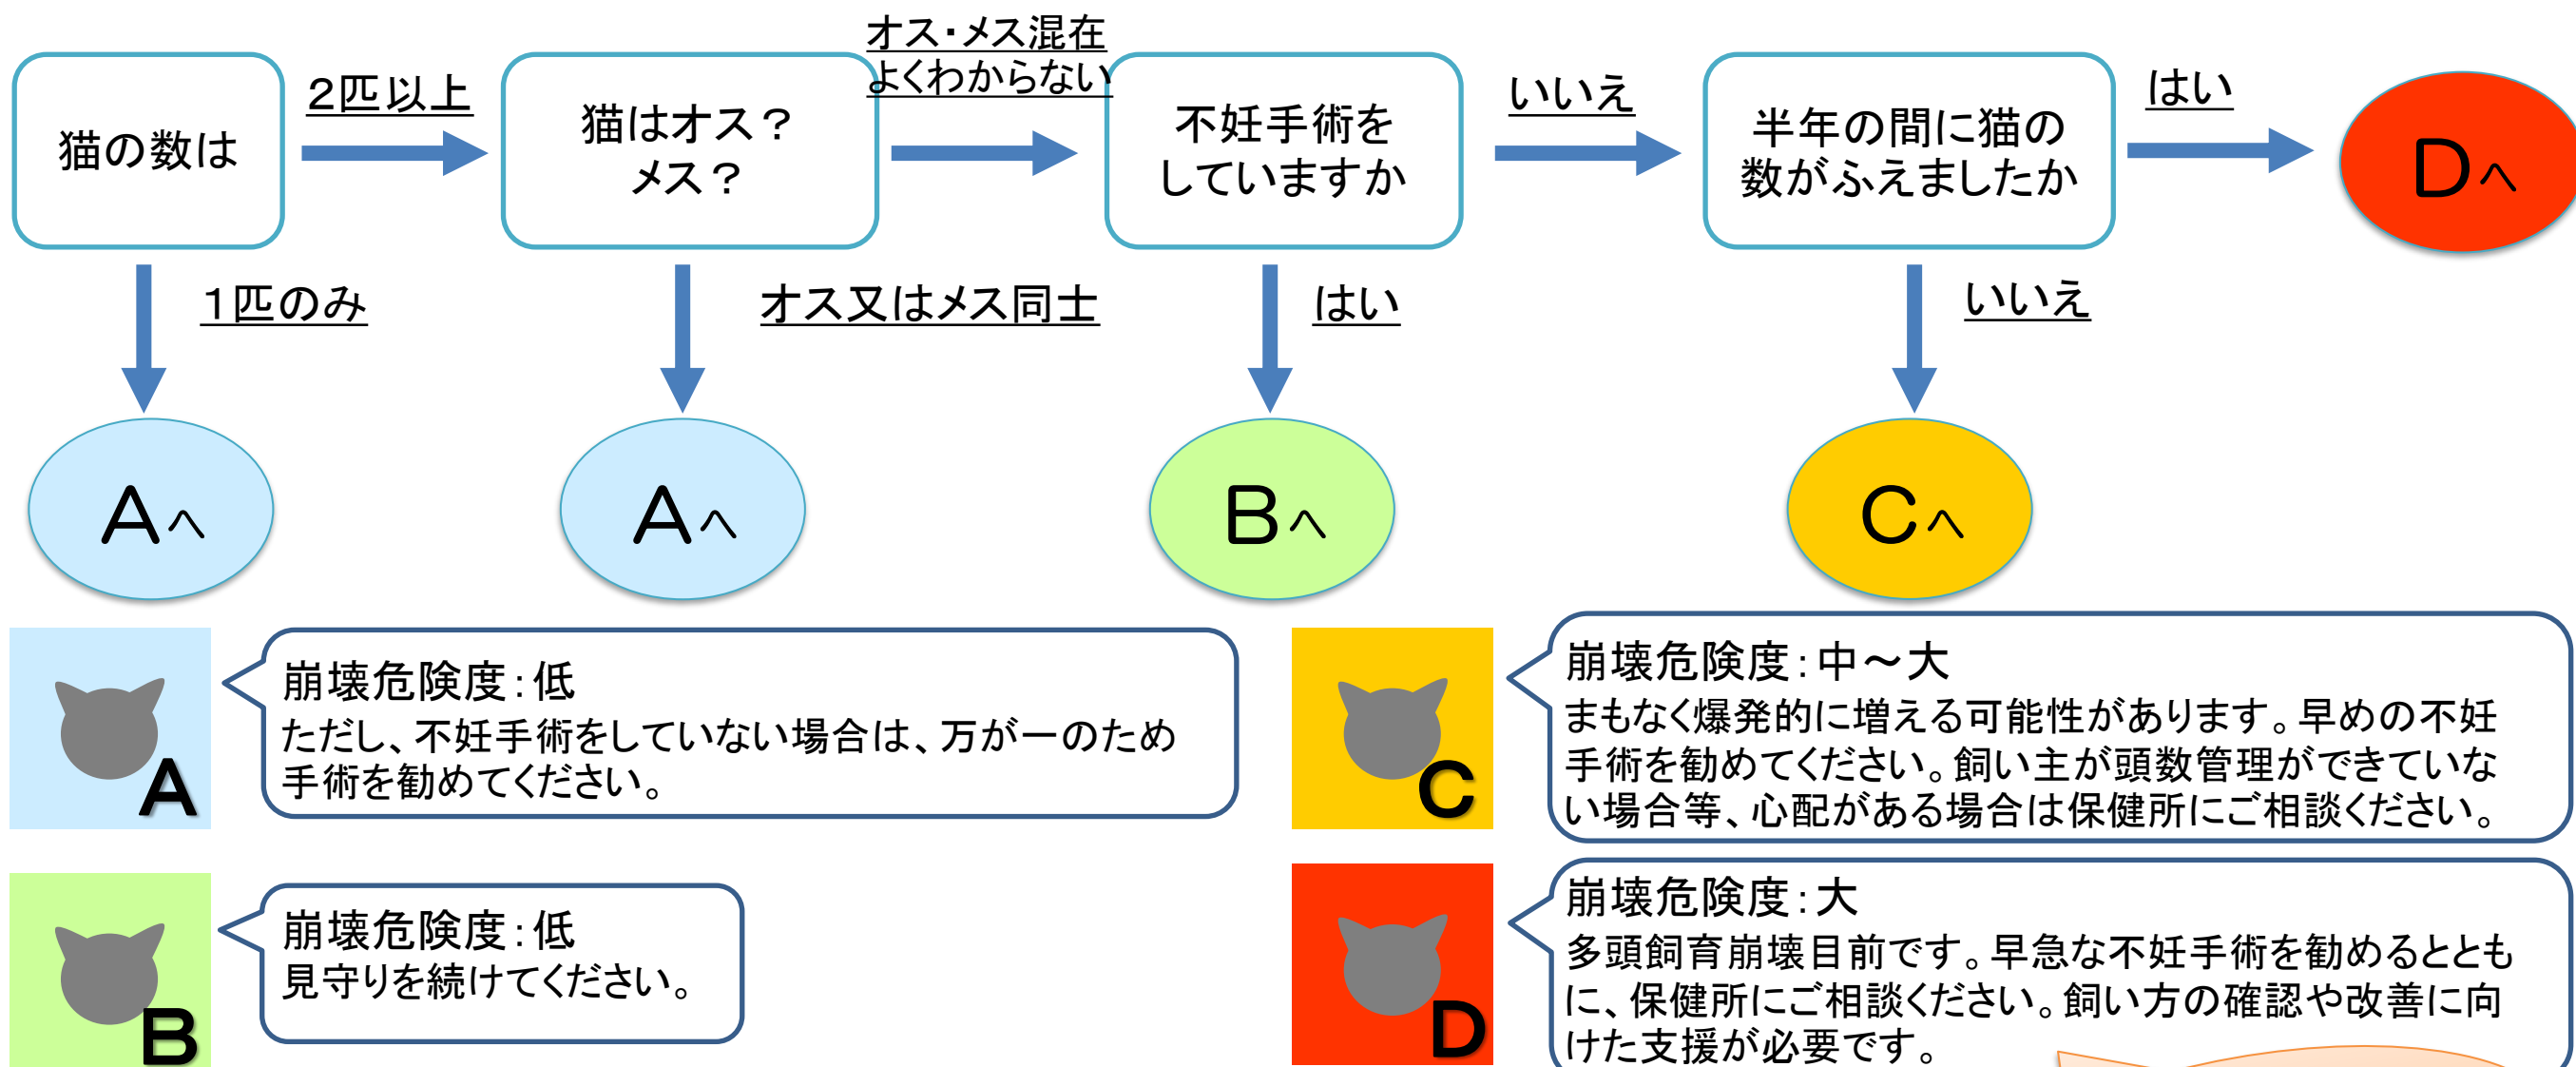 猫の数は
2匹以上
猫はオス？
メス？
オス・メス混在
よくわからない
不妊手術を
していますか
いいえ
半年の間に猫の
数がふえましたか
はい
Dへ
1匹のみ
オス又はメス同士
はい
いいえ
Aへ
Aへ
Bへ
Cへ
A
崩壊危険度：低
ただし、不妊手術をしていない場合は、万が一のため
手術を勧めてください。
B
崩壊危険度：低
見守りを続けてください。
C
崩壊危険度：中～大
まもなく爆発的に増える可能性があります。早めの不妊
手術を勧めてください。飼い主が頭数管理ができていな
い場合等、心配がある場合は保健所にご相談ください。
D
崩壊危険度：大
多頭飼育崩壊目前です。早急な不妊手術を勧めるととも
に、保健所にご相談ください。飼い方の確認や改善に向
けた支援が必要です。